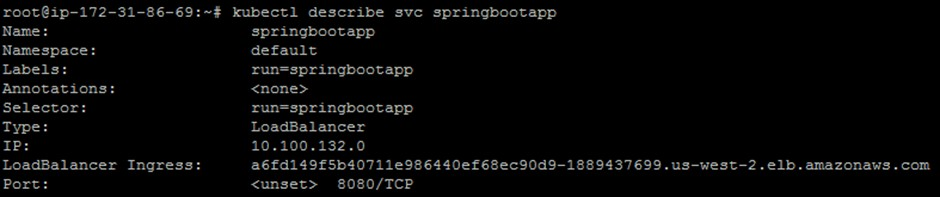 root@ip-172-31-86-69:~# kubectl describe svc springbootapp
Name: springbootapp
Namespace: default
Labels: run=springbootapp
Annotations: <none>
Selector: run=springbootapp
Type: LoadBalancer
IP: 10.100.132.0
LoadBalancer Ingress: a6fd149f5b40711e986440ef68ec90d9-1889437699.us-west-2.elb.amazonaws.com
Port: <unset> 8080/TCP